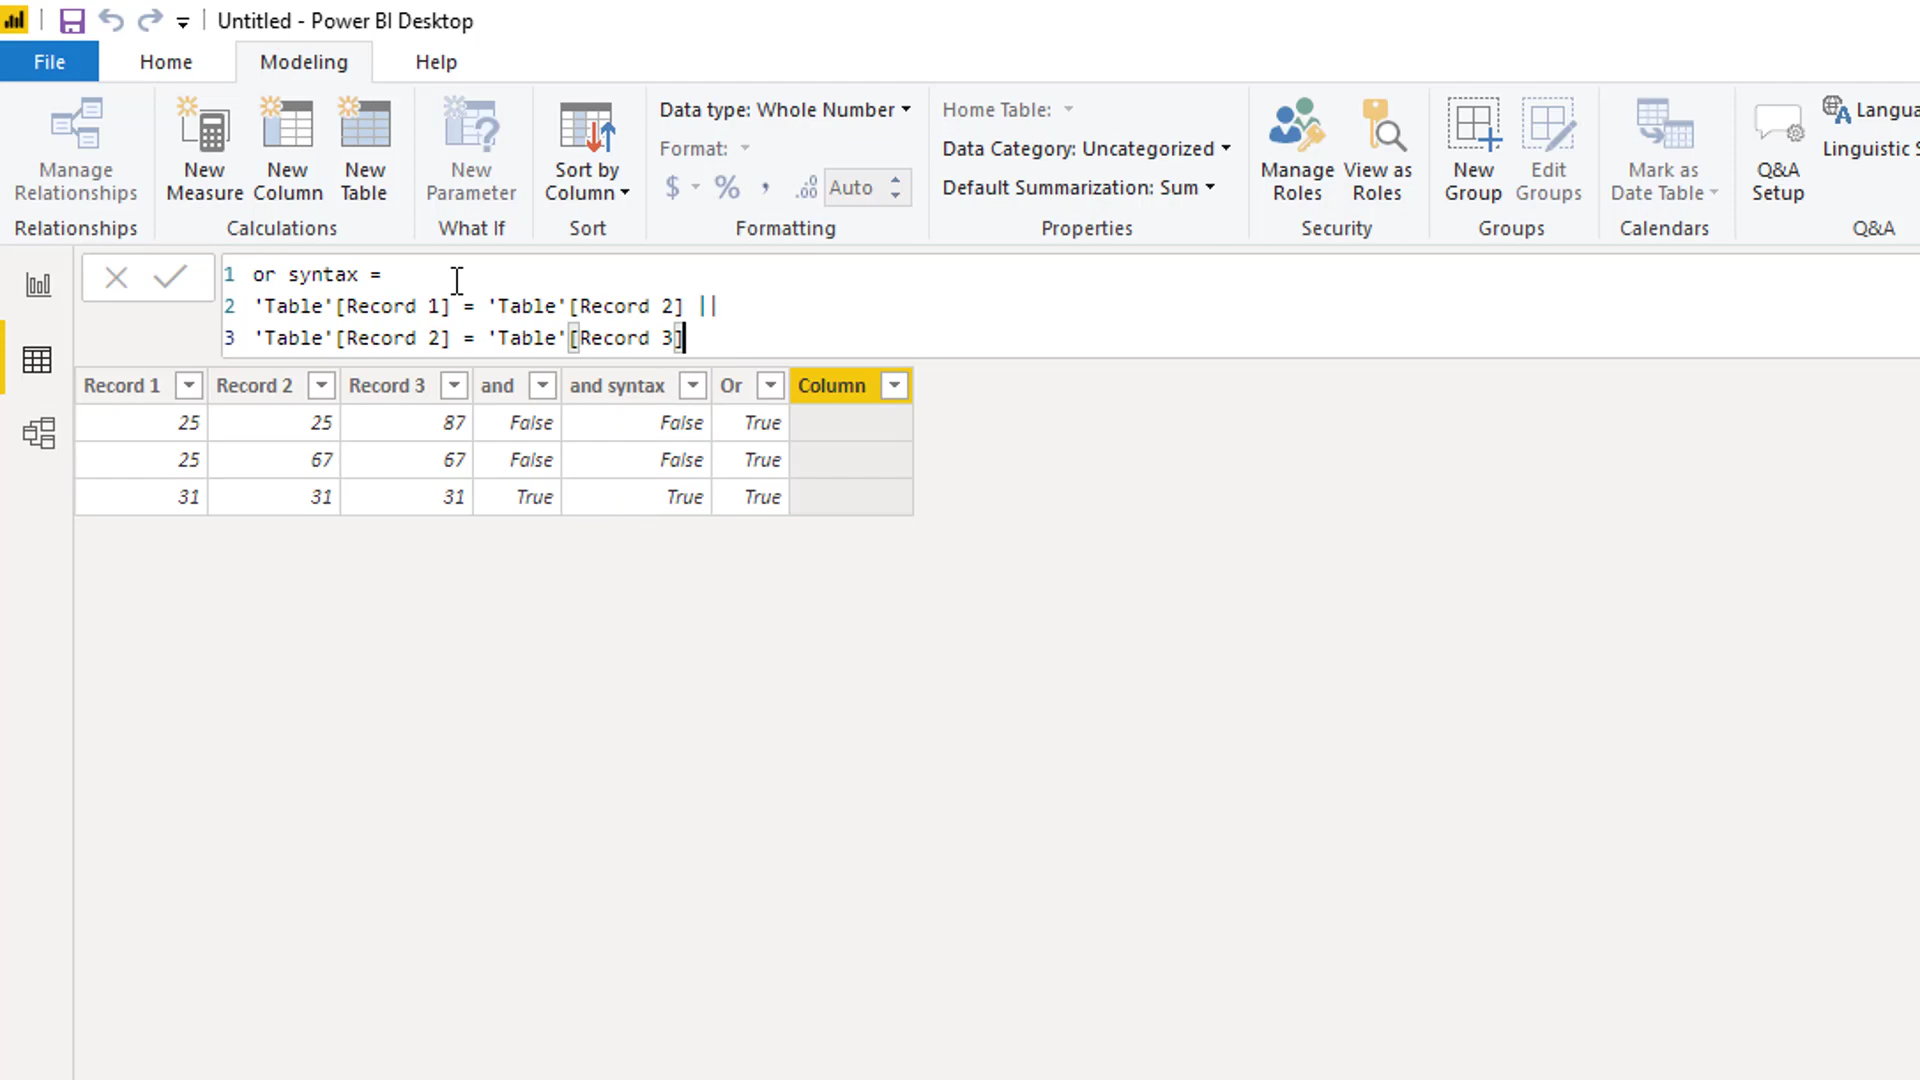 Untitled - Power BI Desktop
File Home Modeling Help
Manage Relationships
New Measure
New Column
New Table
New Parameter
Sort by Column
Data type: Whole Number
Format:
$ % , .00 Auto
Home Table:
Data Category: Uncategorized
Default Summarization: Sum
Manage Roles
View as Roles
New Group
Edit Groups
Mark as Date Table
Q&A Setup
Langua
Linguistic S
Relationships Calculations What If Sort Formatting Properties Security Groups Calendars Q&A
1 or syntax =
2 'Table'[Record 1] = 'Table'[Record 2] ||
3 'Table'[Record 2] = 'Table'[Record 3]
Record 1 Record 2 Record 3 and and syntax Or Column
25 25 87 False False True
25 67 67 False False True
31 31 31 True True True